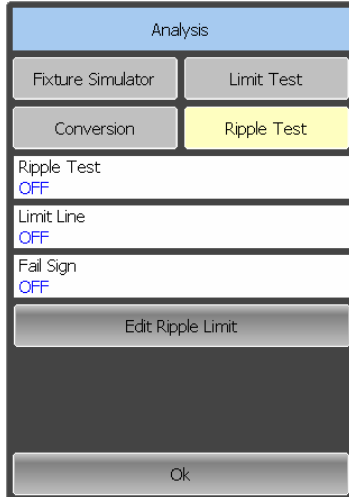 Analysis
Fixture Simulator
Limit Test
Conversion
Ripple Test
Ripple Test
OFF
Limit Line
OFF
Fail Sign
OFF
Edit Ripple Limit
Ok